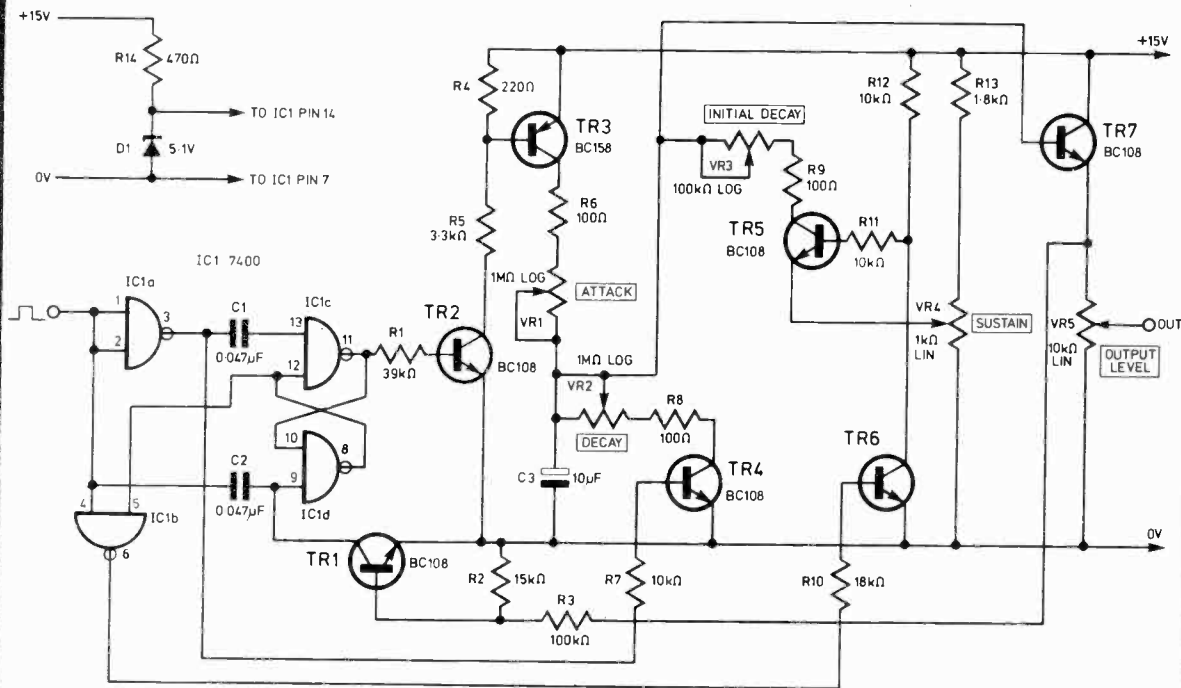 +15V
R14
470Ω
TO IC1 PIN 14
D1
5·1V
0V
TO IC1 PIN 7
R4
220Ω
TR3
BC158
R5
3·3kΩ
R6
100Ω
1MΩ LOG
ATTACK
VR1
INITIAL DECAY
VR3
100kΩ LOG
R9
100Ω
TR5
BC108
R11
10kΩ
R12
10kΩ
R13
1·8kΩ
+15V
TR7
BC108
VR4
SUSTAIN
1kΩ
LIN
VR5
10kΩ
LIN
OUT
OUTPUT
LEVEL
IC1 7400
IC1a
1
2
3
C1
0·047µF
IC1c
13
12
11
R1
39kΩ
TR2
BC108
1MΩ LOG
VR2
DECAY
R8
100Ω
C3
10µF
TR4
BC108
TR6
10
9
8
IC1d
C2
0·047µF
4
5
IC1b
6
TR1
BC108
R2
15kΩ
R3
100kΩ
R7
10kΩ
R10
18kΩ
0V